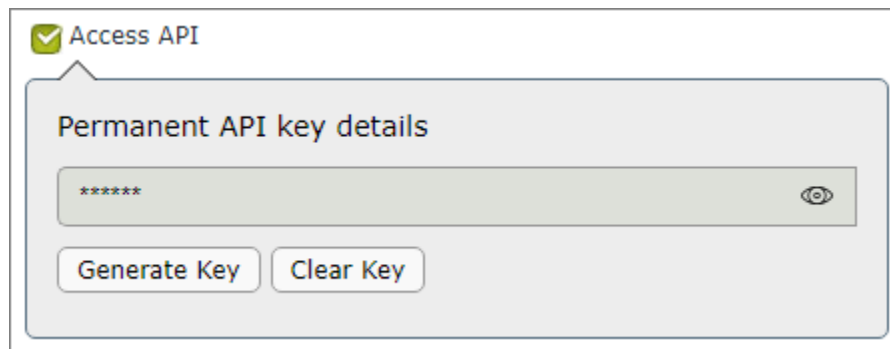 Access API
Permanent API key details
******
Generate Key Clear Key